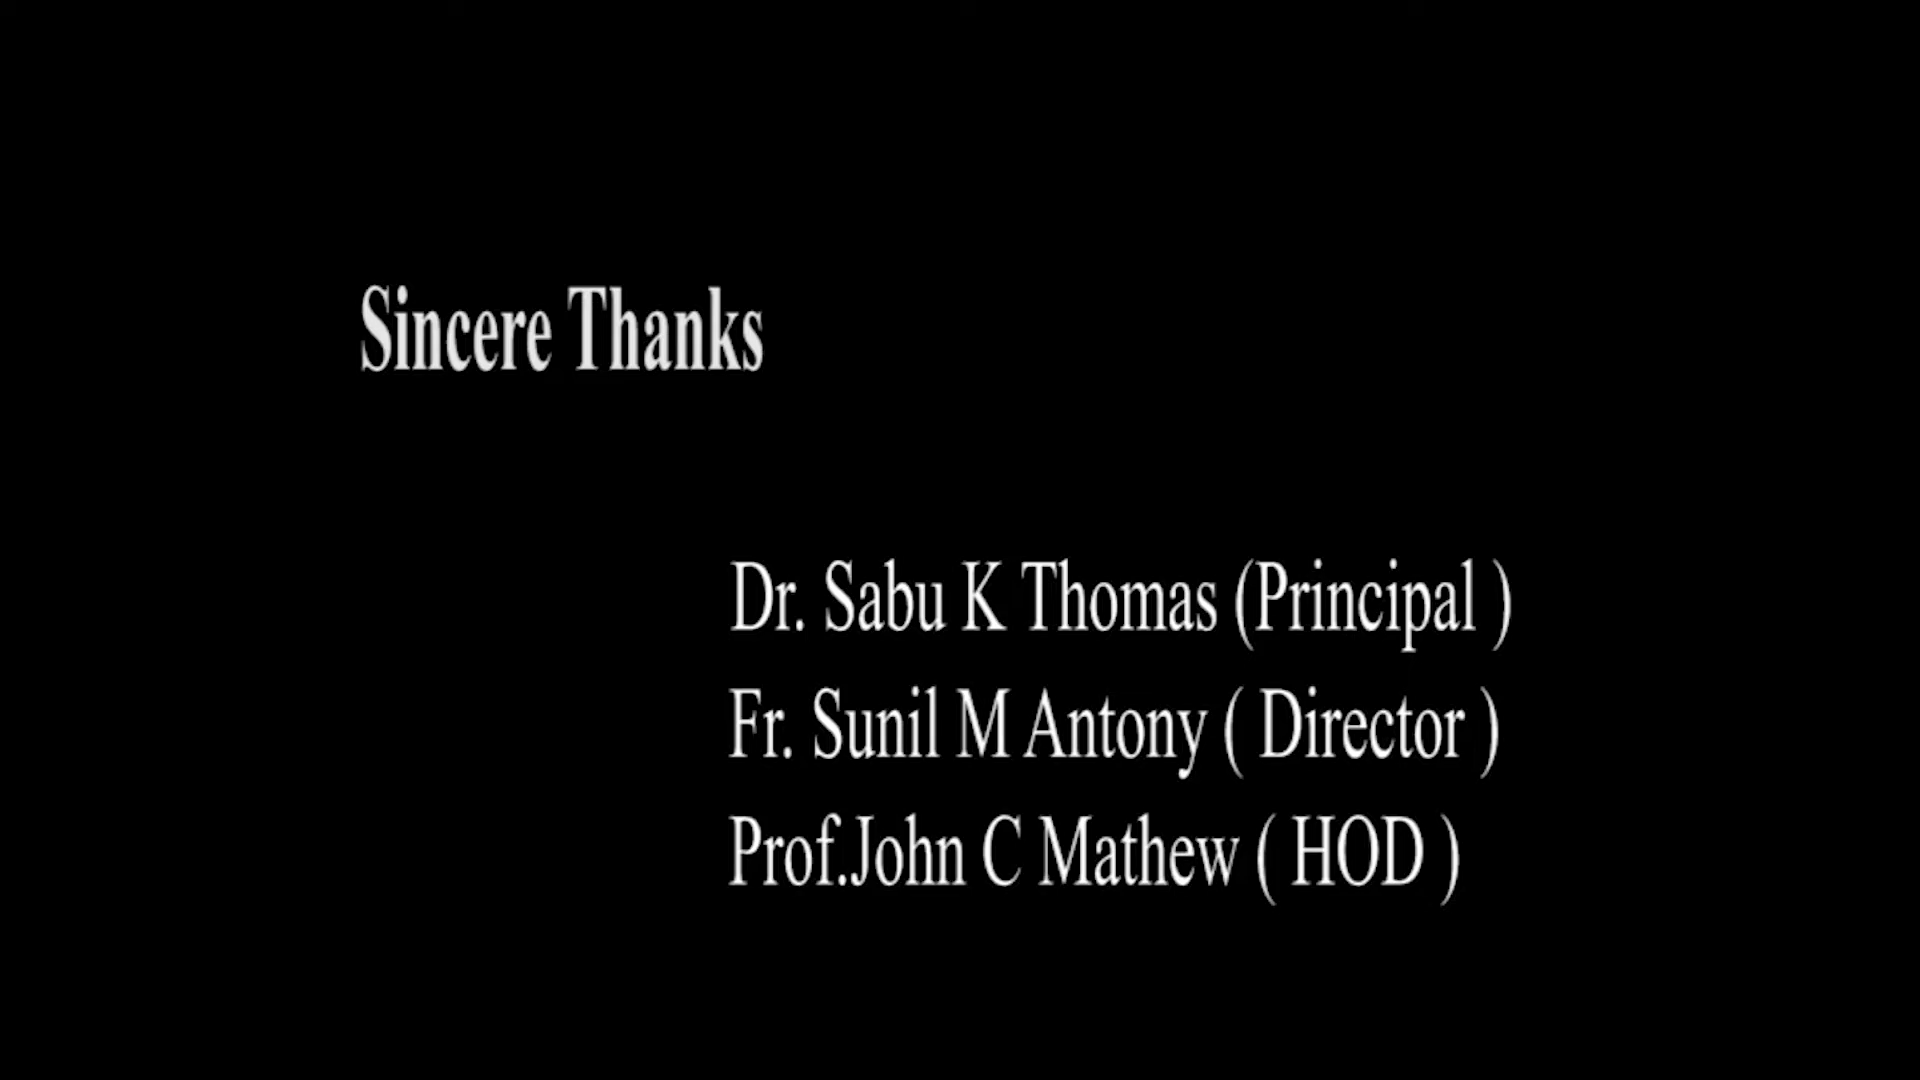 Sincere Thanks
Dr. Sabu K Thomas (Principal )
Fr. Sunil M Antony ( Director )
Prof.John C Mathew ( HOD )